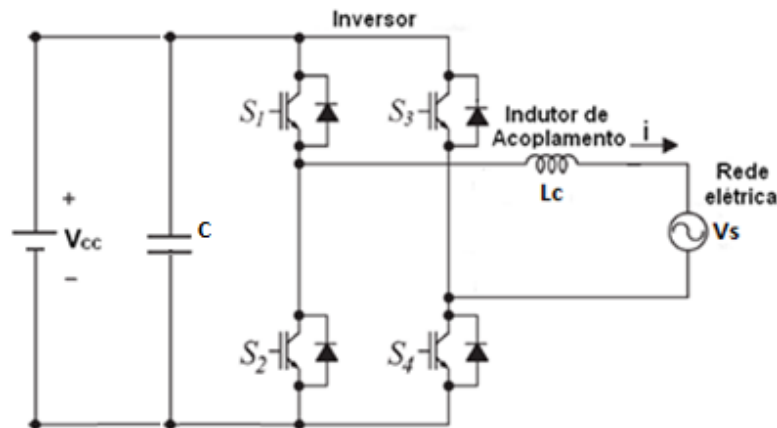 Inversor
S1
S3
Indutor de
Acoplamento
i
Lc
Rede
elétrica
Vs
+
Vcc
−
C
S2
S4